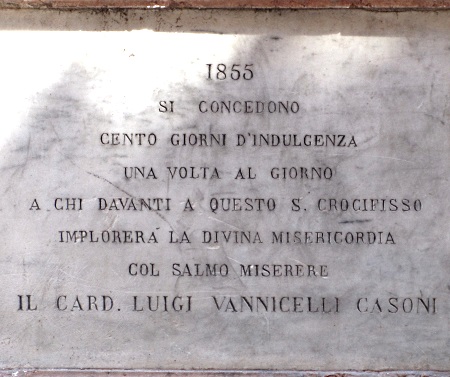 1855
SI CONCEDONO
CENTO GIORNI D'INDULGENZA
UNA VOLTA AL GIORNO
A CHI DAVANTI A QUESTO S. CROCIFISSO
IMPLORERÀ LA DIVINA MISERICORDIA
COL SALMO MISERERE
IL CARD. LUIGI VANNICELLI CASONI